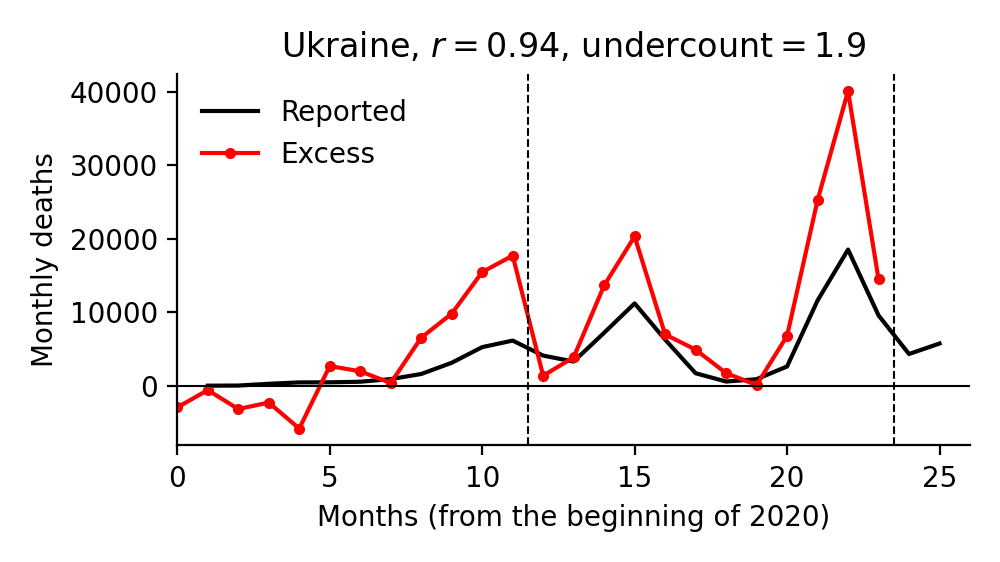 Ukraine, r = 0.94, undercount = 1.9
Monthly deaths
40000
30000
20000
10000
0
Reported
Excess
0 5 10 15 20 25
Months (from the beginning of 2020)